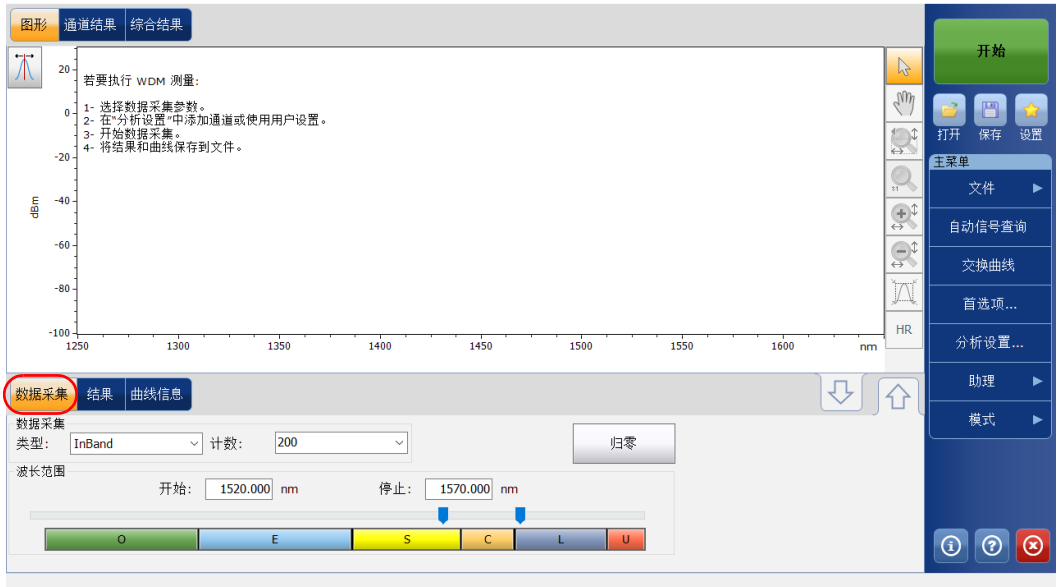 图形 通道结果 综合结果
20
0
-20
-40
-60
-80
-100
dBm
若要执行 WDM 测量:
1- 选择数据采集参数。
2- 在"分析设置"中添加通道或使用用户设置。
3- 开始数据采集。
4- 将结果和曲线保存到文件。
1250 1300 1350 1400 1450 1500 1550 1600 nm
1:1
HR
数据采集 结果 曲线信息
数据采集
类型: InBand 计数: 200 归零
波长范围
开始: 1520.000 nm 停止: 1570.000 nm
O E S C L U
开始
打开 保存 设置
主菜单
文件
自动信号查询
交换曲线
首选项...
分析设置...
助理
模式